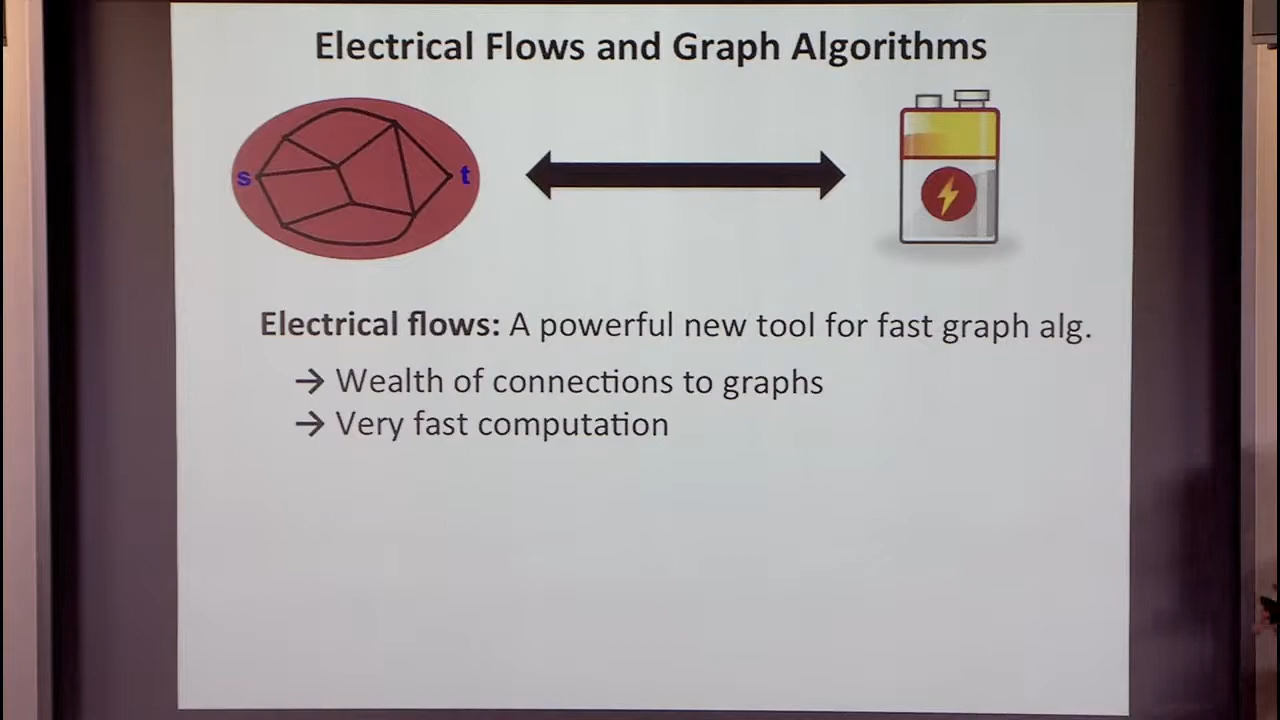 Electrical Flows and Graph Algorithms
s
t
Electrical flows: A powerful new tool for fast graph alg.
→ Wealth of connections to graphs
→ Very fast computation